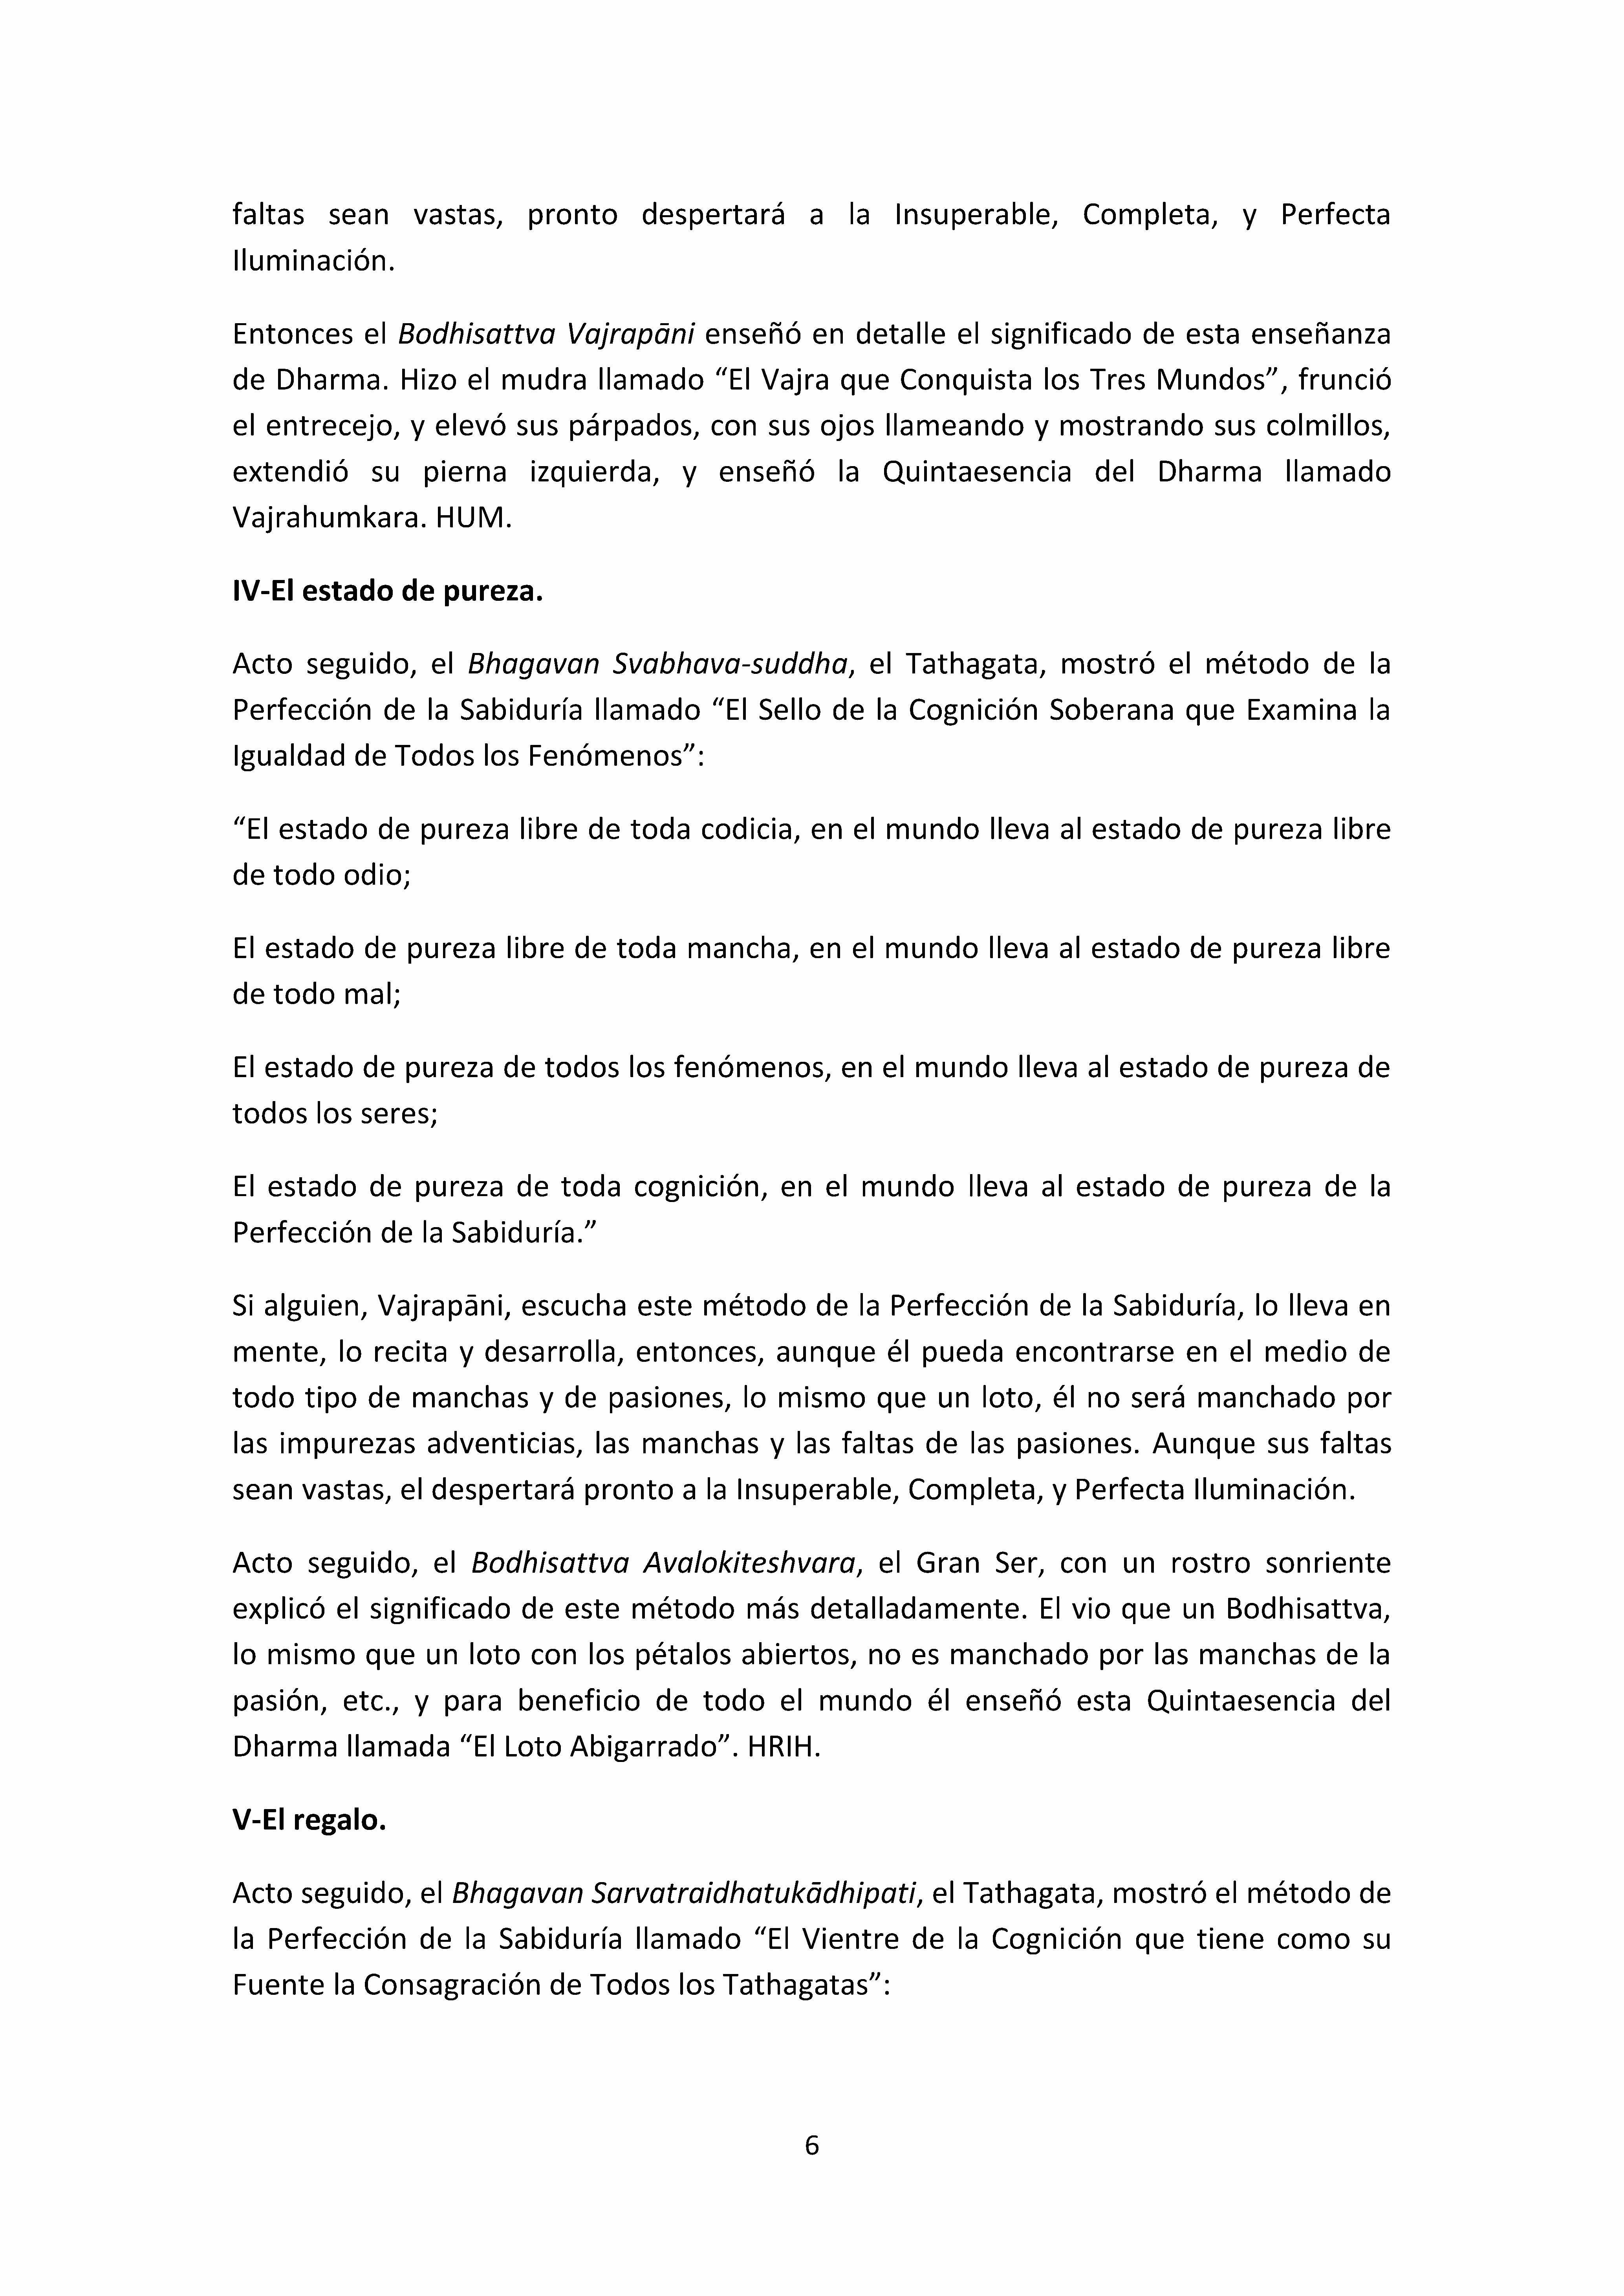 faltas sean vastas, pronto despertará a la Insuperable, Completa, y Perfecta
Iluminación.
Entonces el Bodhisattva Vajrapāni enseñó en detalle el significado de esta enseñanza
de Dharma. Hizo el mudra llamado “El Vajra que Conquista los Tres Mundos”, frunció
el entrecejo, y elevó sus párpados, con sus ojos llameando y mostrando sus colmillos,
extendió su pierna izquierda, y enseñó la Quintaesencia del Dharma llamado
Vajrahumkara. HUM.
IV-El estado de pureza.
Acto seguido, el Bhagavan Svabhava-suddha, el Tathagata, mostró el método de la
Perfección de la Sabiduría llamado “El Sello de la Cognición Soberana que Examina la
Igualdad de Todos los Fenómenos”:
“El estado de pureza libre de toda codicia, en el mundo lleva al estado de pureza libre
de todo odio;
El estado de pureza libre de toda mancha, en el mundo lleva al estado de pureza libre
de todo mal;
El estado de pureza de todos los fenómenos, en el mundo lleva al estado de pureza de
todos los seres;
El estado de pureza de toda cognición, en el mundo lleva al estado de pureza de la
Perfección de la Sabiduría.”
Si alguien, Vajrapāni, escucha este método de la Perfección de la Sabiduría, lo lleva en
mente, lo recita y desarrolla, entonces, aunque él pueda encontrarse en el medio de
todo tipo de manchas y de pasiones, lo mismo que un loto, él no será manchado por
las impurezas adventicias, las manchas y las faltas de las pasiones. Aunque sus faltas
sean vastas, el despertará pronto a la Insuperable, Completa, y Perfecta Iluminación.
Acto seguido, el Bodhisattva Avalokiteshvara, el Gran Ser, con un rostro sonriente
explicó el significado de este método más detalladamente. El vio que un Bodhisattva,
lo mismo que un loto con los pétalos abiertos, no es manchado por las manchas de la
pasión, etc., y para beneficio de todo el mundo él enseñó esta Quintaesencia del
Dharma llamada “El Loto Abigarrado”. HRIH.
V-El regalo.
Acto seguido, el Bhagavan Sarvatraidhatukādhipati, el Tathagata, mostró el método de
la Perfección de la Sabiduría llamado “El Vientre de la Cognición que tiene como su
Fuente la Consagración de Todos los Tathagatas”:
6